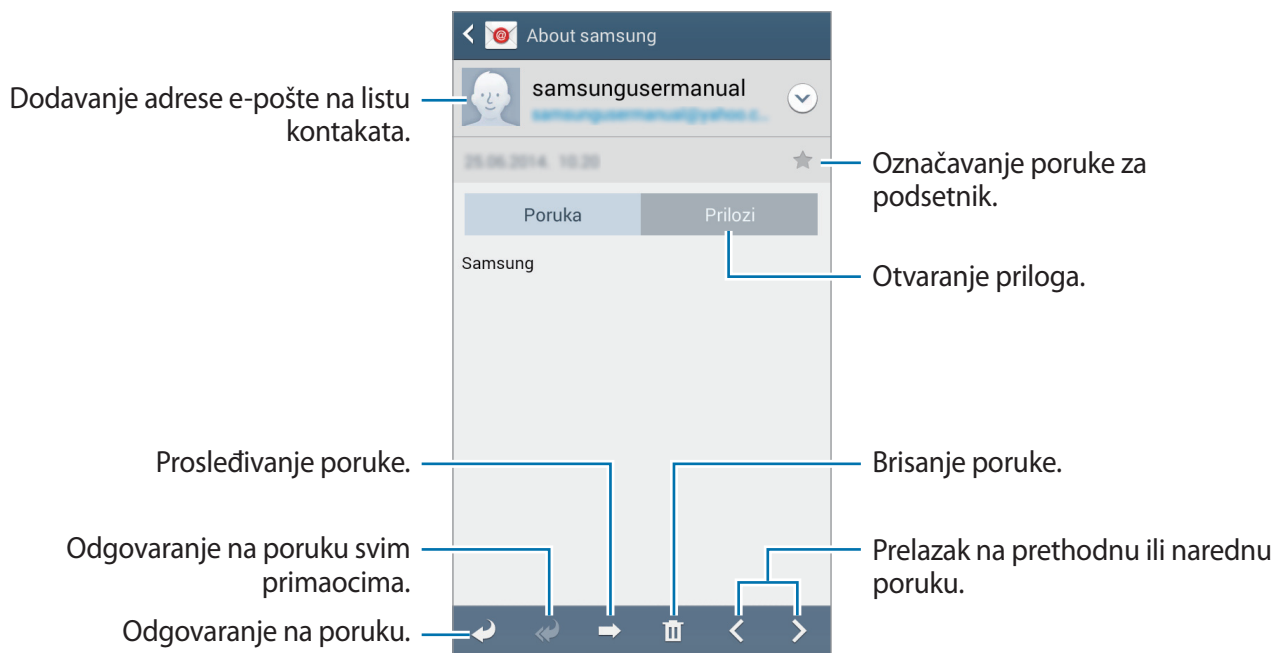 About samsung
samsungusermanual
Dodavanje adrese e-pošte na listu
kontakata.
Označavanje poruke za
podsetnik.
Poruka
Prilozi
Samsung
Otvaranje priloga.
Prosleđivanje poruke.
Brisanje poruke.
Odgovaranje na poruku svim
primaocima.
Prelazak na prethodnu ili narednu
poruku.
Odgovaranje na poruku.